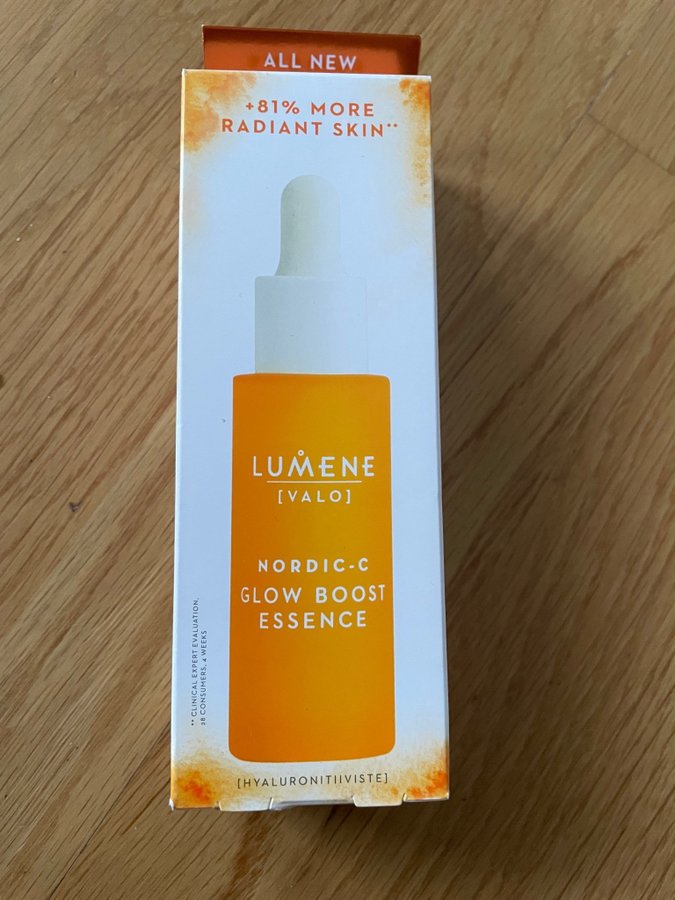 ALL NEW
+81% MORE
RADIANT SKIN**
LUMENE
[VALO]
NORDIC-C
GLOW BOOST
ESSENCE
** CLINICAL EXPERT EVALUATION,
38 CONSUMERS, 4 WEEKS
[HYALURONITIIVISTE]